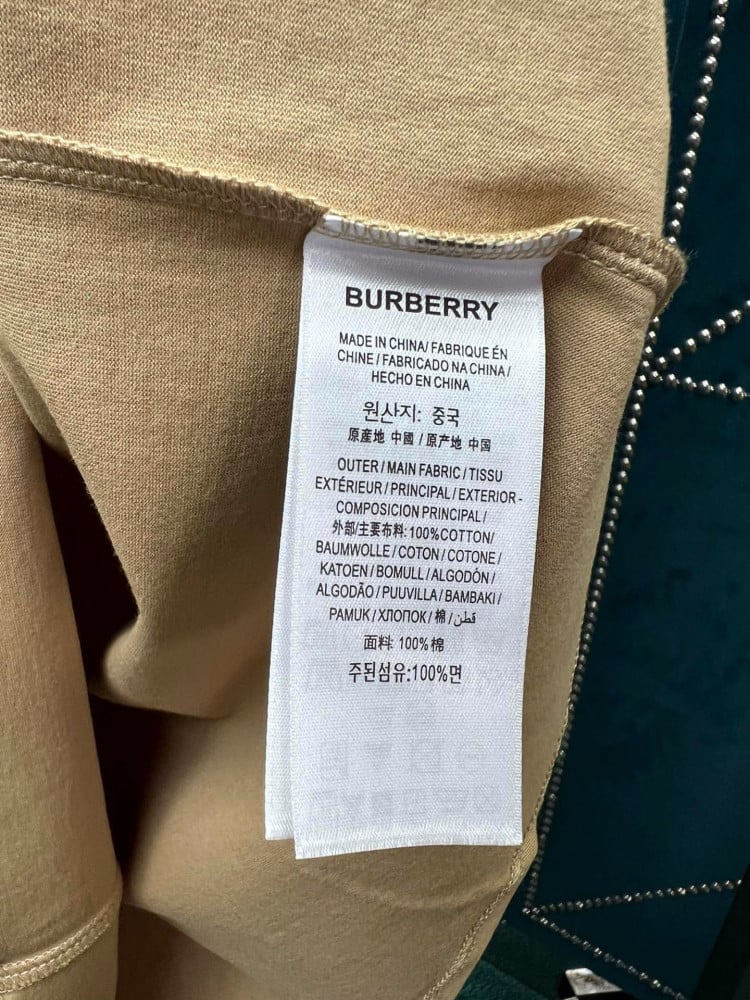 BURBERRY
MADE IN CHINA/ FABRIQUE ÉN
CHINE / FABRICADO NA CHINA /
HECHO EN CHINA
원산지: 중국
原産地 中國 / 原产地 中国
OUTER / MAIN FABRIC / TISSU
EXTÉRIEUR / PRINCIPAL / EXTERIOR -
COMPOSICION PRINCIPAL /
外部/主要布料: 100%COTTON/
BAUMWOLLE / COTON / COTONE /
KATOEN / BOMULL / ALGODÓN /
ALGODÃO / PUUVILLA / BAMBAKI /
PAMUK / ХЛОПОК / 棉 / قطن
面料: 100% 棉
주된섬유:100%면